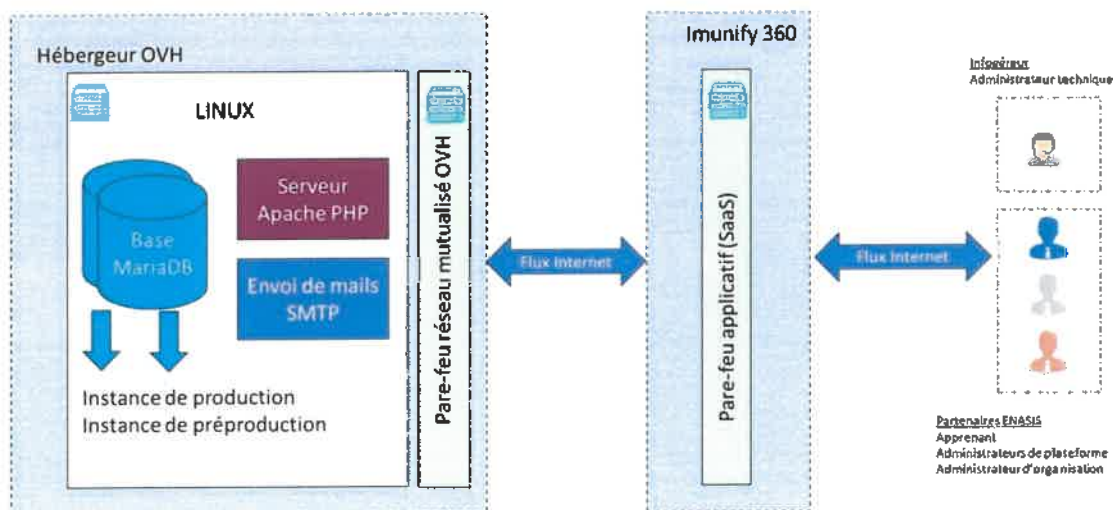 Hébergeur OVH
LINUX
Base
MariaDB
Serveur
Apache PHP
Envoi de mails
SMTP
Instance de production
Instance de préproduction
Pare-feu réseau mutualisé OVH
Flux Internet
Imunify 360
Pare-feu applicatif (SaaS)
Flux Internet
Infogéreur
Administrateur technique
Partenaires ENASIS
Apprenant
Administrateurs de plateforme
Administrateur d'organisation